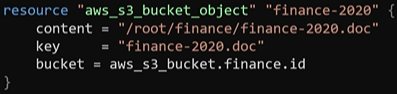 resource "aws_s3_bucket_object" "finance-2020" {
    content = "/root/finance/finance-2020.doc"
    key     = "finance-2020.doc"
    bucket = aws_s3_bucket.finance.id
}